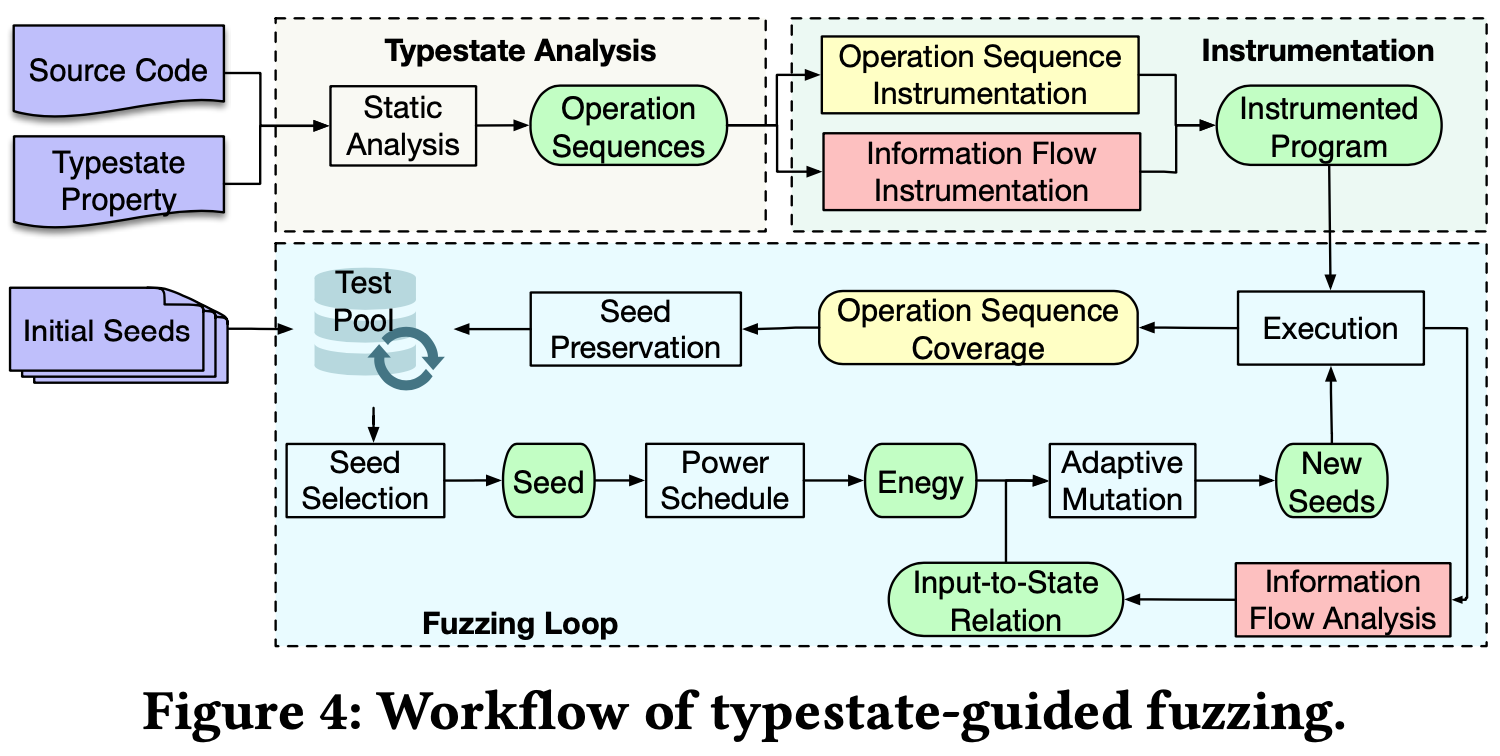 Source Code
Typestate
Property
Typestate Analysis
Static
Analysis
Operation
Sequences
Instrumentation
Operation Sequence
Instrumentation
Information Flow
Instrumentation
Instrumented
Program
Initial Seeds
Test
Pool
Seed
Preservation
Operation Sequence
Coverage
Execution
Seed
Selection
Seed
Power
Schedule
Enegy
Adaptive
Mutation
New
Seeds
Input-to-State
Relation
Information
Flow Analysis
Fuzzing Loop
Figure 4: Workflow of typestate-guided fuzzing.